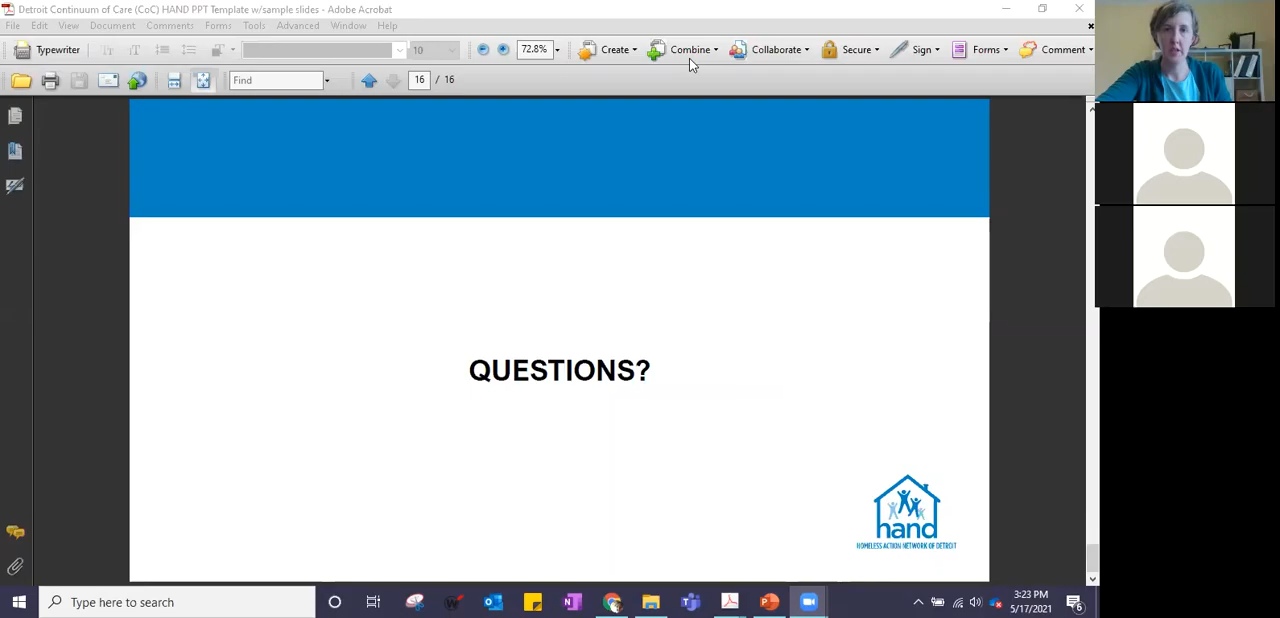 Detroit Continuum of Care (CoC) HAND PPT Template w/sample slides - Adobe Acrobat
File Edit View Document Comments Forms Tools Advanced Window Help
Typewriter 10 72.8% Create Combine Collaborate Secure Sign Forms Comment
Find 16 / 16
QUESTIONS?
hand
HOMELESS ACTION NETWORK OF DETROIT
Type here to search
3:23 PM
5/17/2021
6